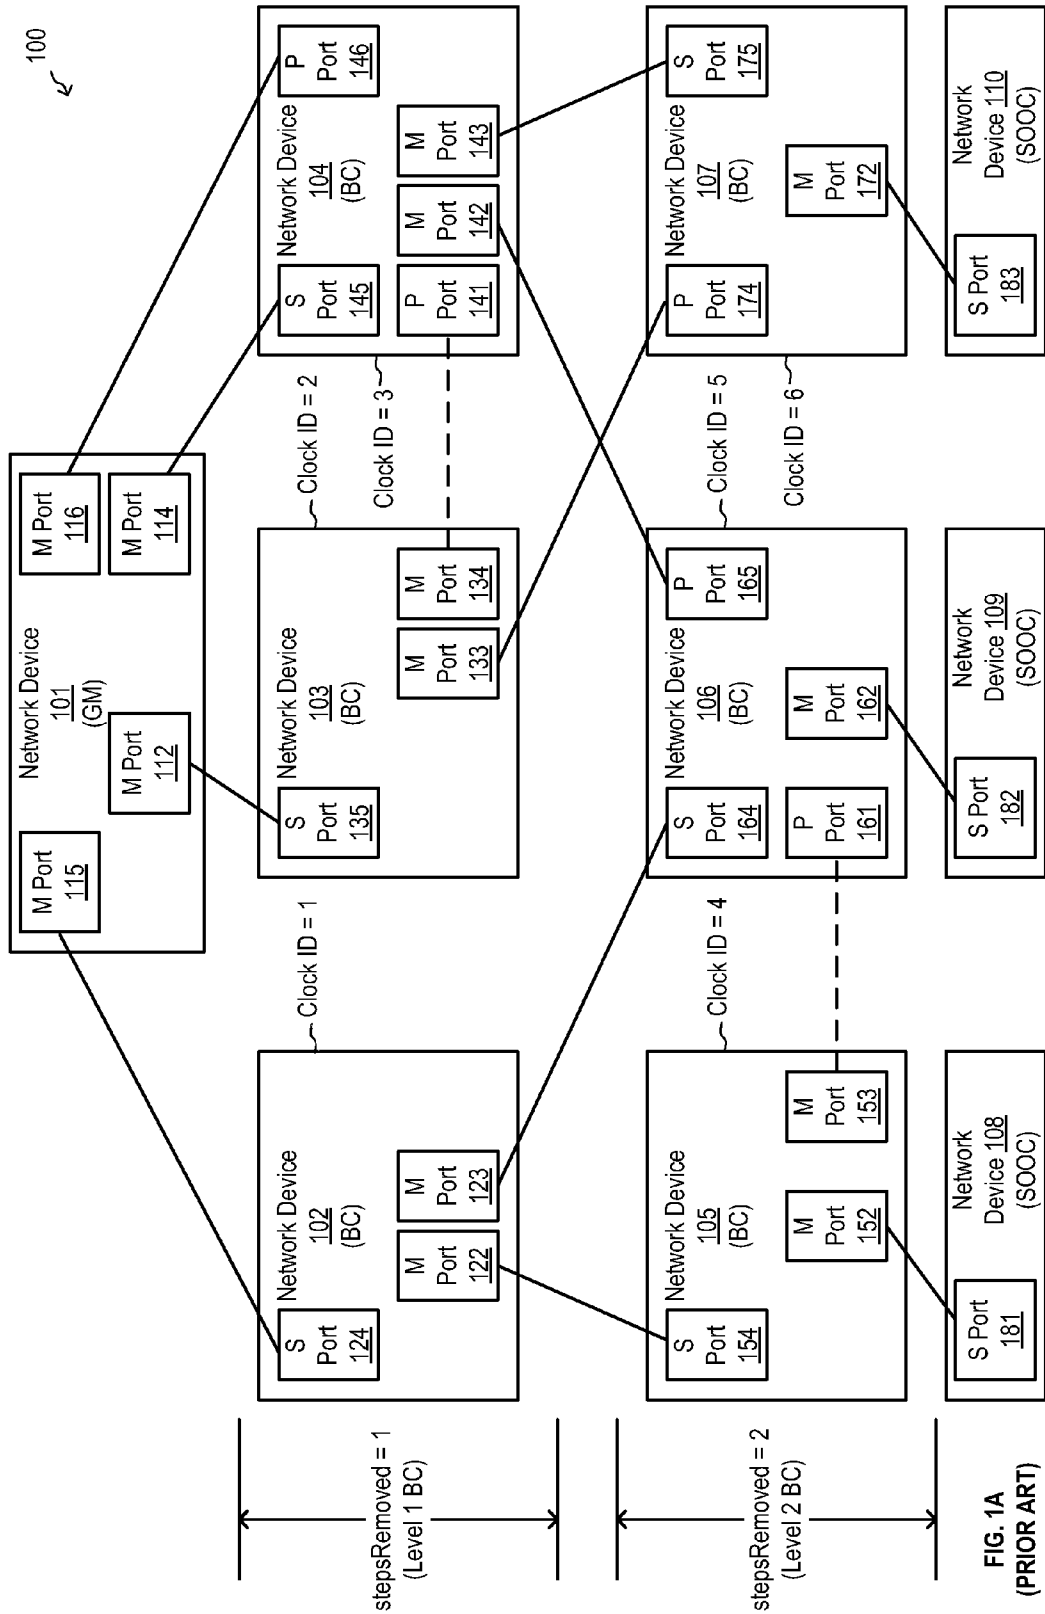 100
Network Device
101
(GM)
M Port
115
M Port
112
M Port
116
M Port
114
stepsRemoved = 1
(Level 1 BC)
Network Device
102
(BC)
S
Port
124
M
Port
122
M
Port
123
Clock ID = 1
Network Device
103
(BC)
S
Port
135
M
Port
133
M
Port
134
Clock ID = 2
Network Device
104
(BC)
S
Port
145
P
Port
146
P
Port
141
M
Port
142
M
Port
143
Clock ID = 3
stepsRemoved = 2
(Level 2 BC)
Network Device
105
(BC)
S
Port
154
M
Port
152
M
Port
153
Clock ID = 4
Network Device
106
(BC)
S
Port
164
P
Port
165
P
Port
161
M
Port
162
Clock ID = 5
Network Device
107
(BC)
P
Port
174
S
Port
175
M
Port
172
Clock ID = 6
S Port
181
Network
Device 108
(SOOC)
S Port
182
Network
Device 109
(SOOC)
S Port
183
Network
Device 110
(SOOC)
FIG. 1A
(PRIOR ART)